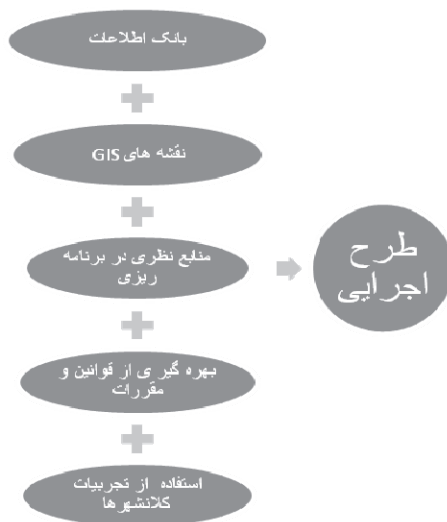 بانک اطلاعات
نقشه های GIS
منابع نظری در برنامه
ریزی
بهره گیری از قوانین و
مقررات
استفاده از تجربیات
کلانشهرها
طرح
اجرایی